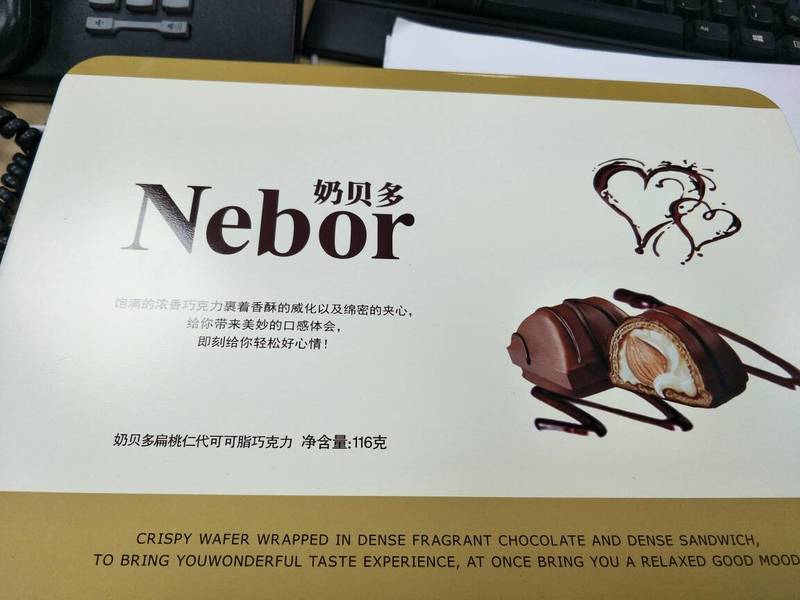 奶贝多
Nebor
饱满的浓香巧克力裹着香酥的威化以及绵密的夹心，
给你带来美妙的口感体会，
即刻给你轻松好心情！
奶贝多扁桃仁代可可脂巧克力 净含量:116克
CRISPY WAFER WRAPPED IN DENSE FRAGRANT CHOCOLATE AND DENSE SANDWICH,
TO BRING YOUWONDERFUL TASTE EXPERIENCE, AT ONCE BRING YOU A RELAXED GOOD MOOD